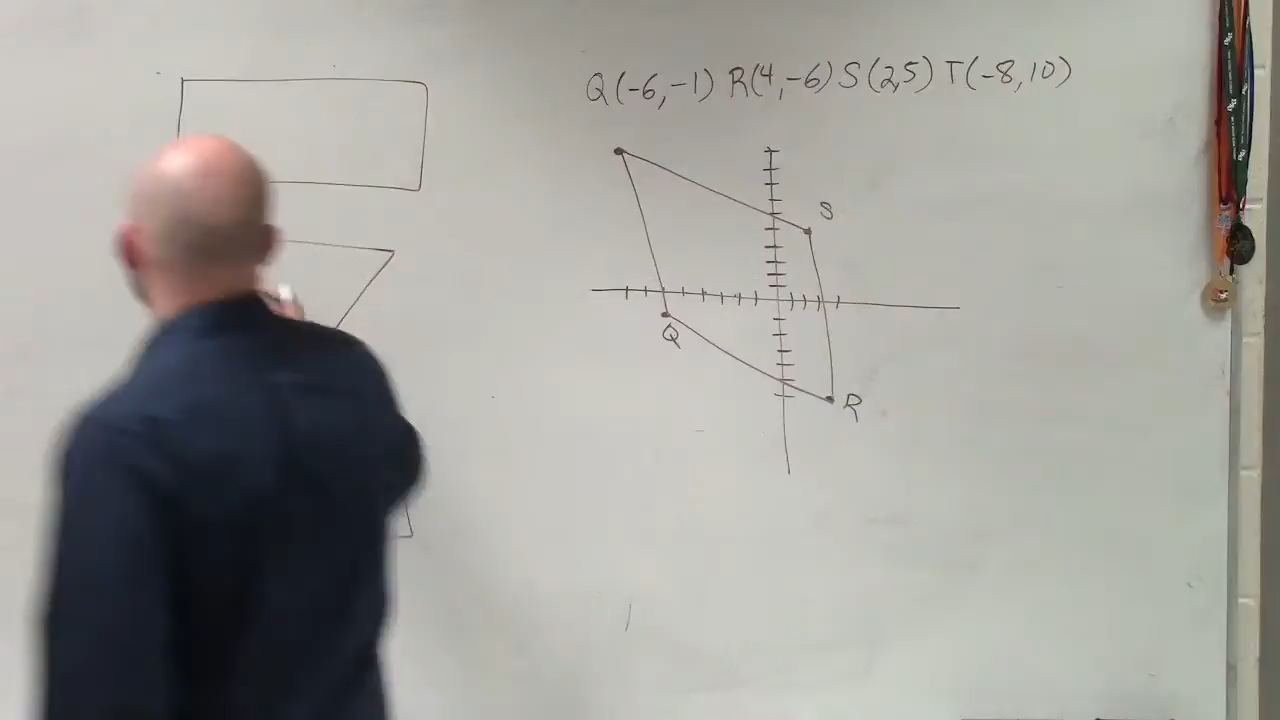 Q(-6,-1) R(4,-6) S(2,5) T(-8,10)
S
Q
R